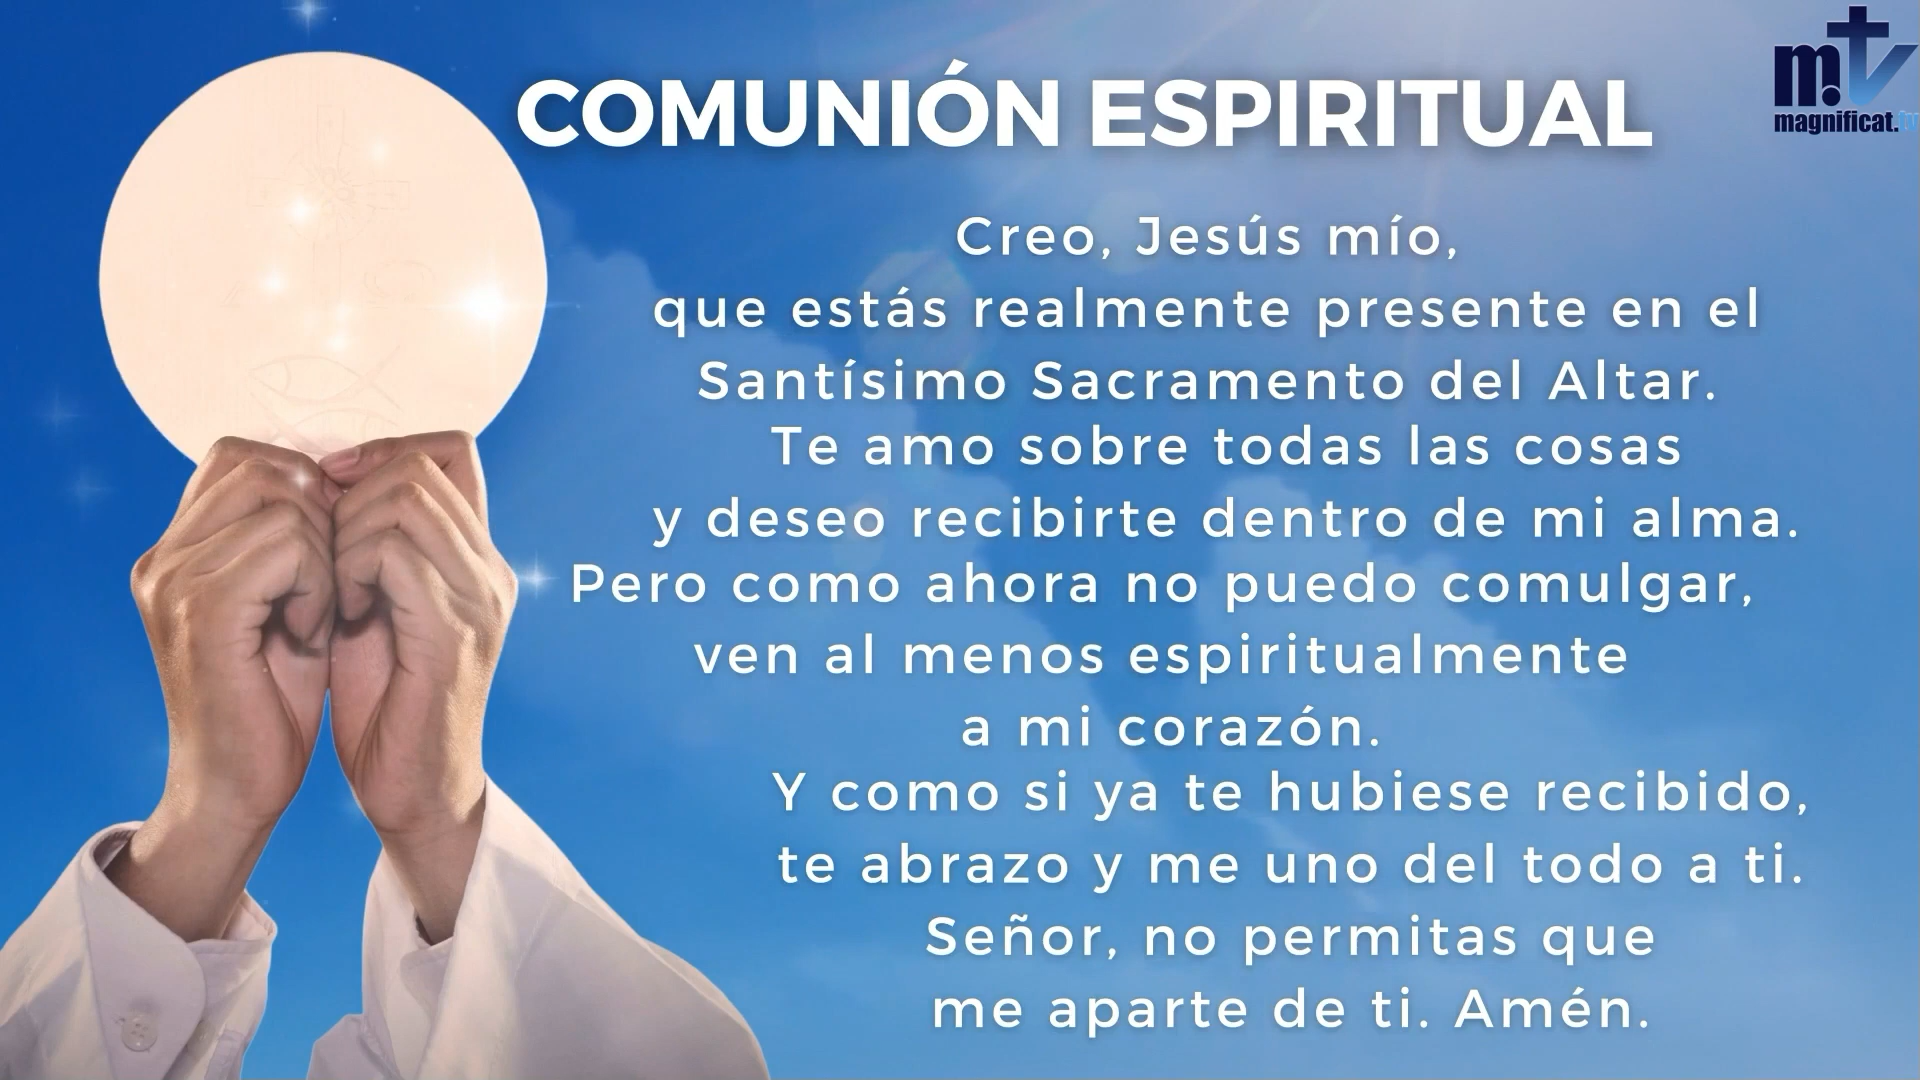 COMUNIÓN ESPIRITUAL
mtv
magnificat.tv
Creo, Jesús mío,
que estás realmente presente en el
Santísimo Sacramento del Altar.
Te amo sobre todas las cosas
y deseo recibirte dentro de mi alma.
Pero como ahora no puedo comulgar,
ven al menos espiritualmente
a mi corazón.
Y como si ya te hubiese recibido,
te abrazo y me uno del todo a ti.
Señor, no permitas que
me aparte de ti. Amén.